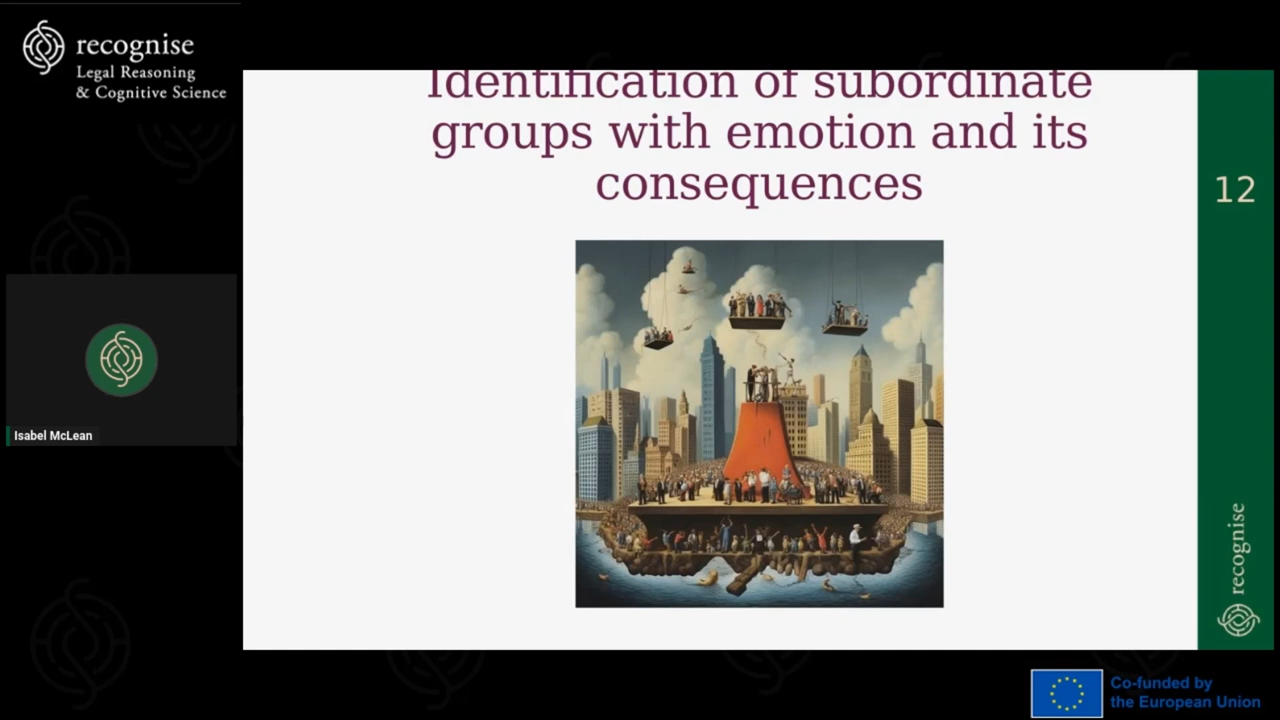 recognise
Legal Reasoning
& Cognitive Science
Identification of subordinate
groups with emotion and its
consequences
12
Isabel McLean
recognise
Co-funded by
the European Union